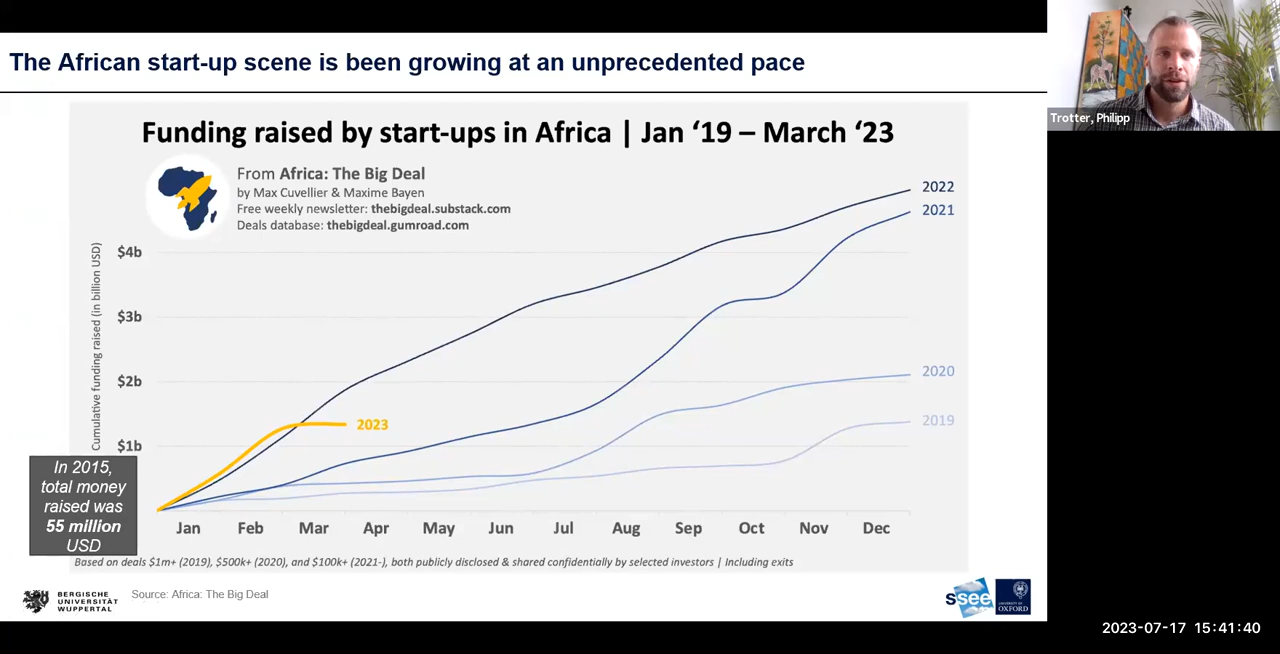 The African start-up scene is been growing at an unprecedented pace
Trotter, Philipp
Funding raised by start-ups in Africa | Jan ‘19 – March ‘23
From Africa: The Big Deal
by Max Cuvellier & Maxime Bayen
Free weekly newsletter: thebigdeal.substack.com
Deals database: thebigdeal.gumroad.com
Cumulative funding raised (in billion USD)
$4b
$3b
$2b
$1b
2022
2021
2020
2019
2023
In 2015,
total money
raised was
55 million
USD
Jan Feb Mar Apr May Jun Jul Aug Sep Oct Nov Dec
Based on deals $1m+ (2019), $500k+ (2020), and $100k+ (2021-), both publicly disclosed & shared confidentially by selected investors | Including exits
BERGISCHE
UNIVERSITÄT
WUPPERTAL
Source: Africa: The Big Deal
ssee
UNIVERSITY OF
OXFORD
2023-07-17 15:41:40